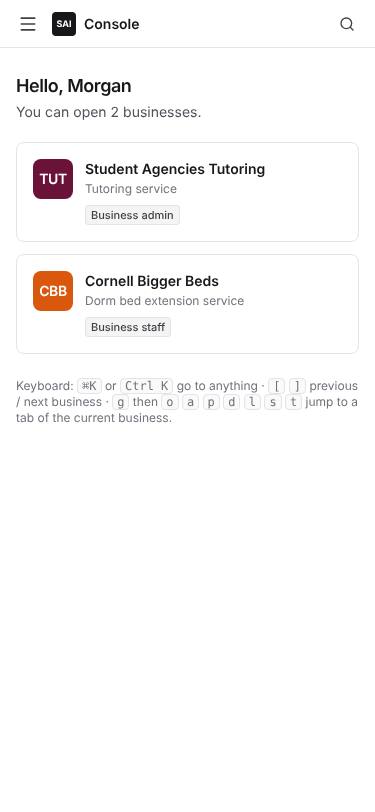 SAI Console
Hello, Morgan
You can open 2 businesses.
TUT
Student Agencies Tutoring
Tutoring service
Business admin
CBB
Cornell Bigger Beds
Dorm bed extension service
Business staff
Keyboard: ⌘K or Ctrl K go to anything · [ ] previous
/ next business · g then o a p d l s t jump to a
tab of the current business.